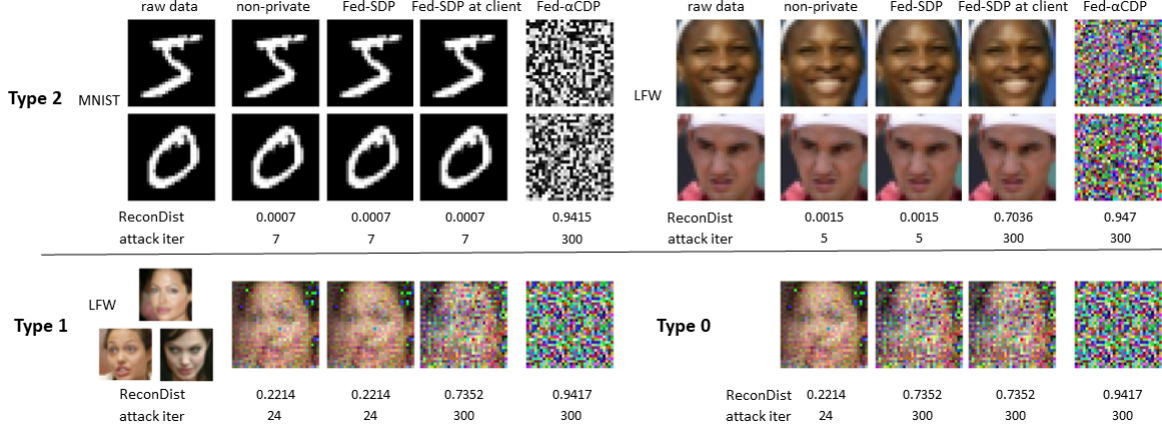 raw data non-private Fed-SDP Fed-SDP at client Fed-αCDP raw data non-private Fed-SDP Fed-SDP at client Fed-αCDP
Type 2 MNIST LFW
ReconDist 0.0007 0.0007 0.0007 0.9415 ReconDist 0.0015 0.0015 0.7036 0.947
attack iter 7 7 7 300 attack iter 5 5 300 300
LFW
Type 1 Type 0
ReconDist 0.2214 0.2214 0.7352 0.9417 ReconDist 0.2214 0.7352 0.7352 0.9417
attack iter 24 24 300 300 attack iter 24 300 300 300